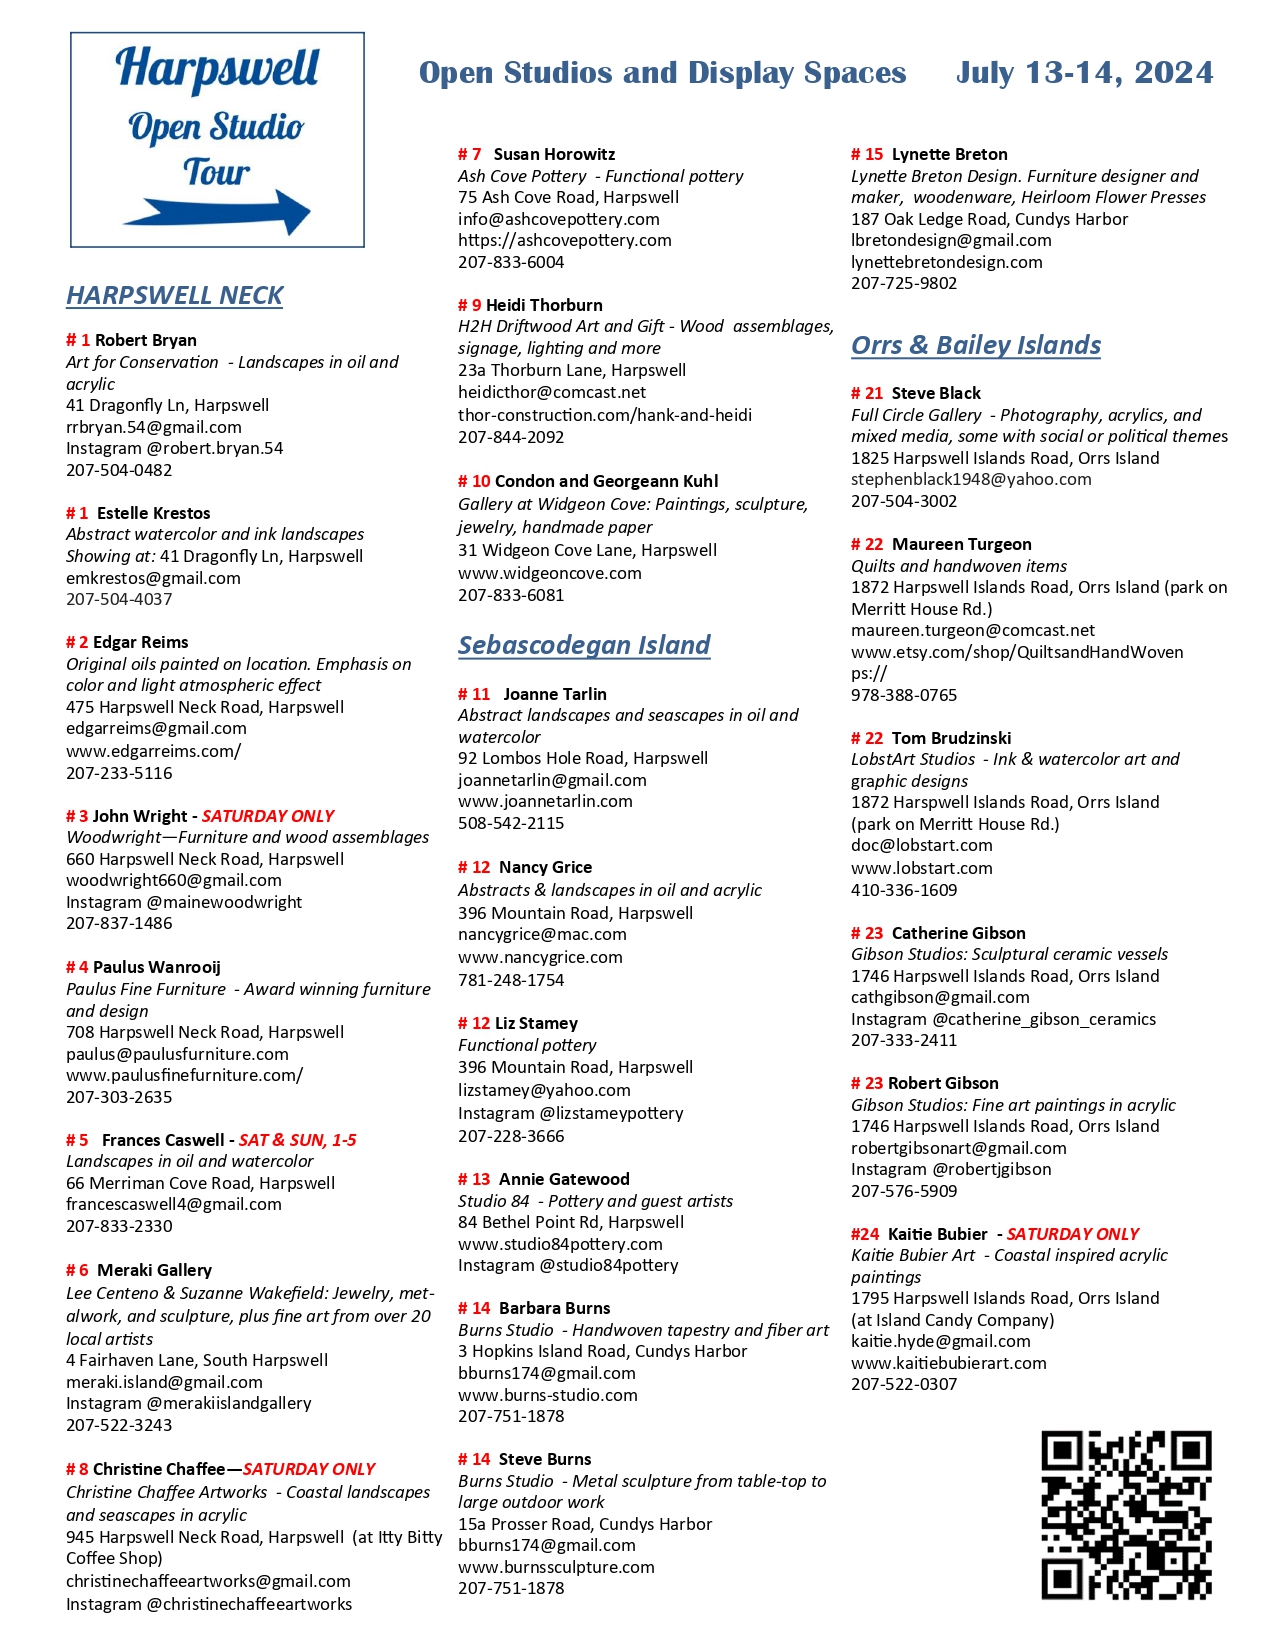 Harpswell
Open Studio
Tour
Open Studios and Display Spaces July 13-14, 2024
HARPSWELL NECK
# 1 Robert Bryan
Art for Conservation - Landscapes in oil and
acrylic
41 Dragonfly Ln, Harpswell
rrbryan.54@gmail.com
Instagram @robert.bryan.54
207-504-0482
# 1 Estelle Krestos
Abstract watercolor and ink landscapes
Showing at: 41 Dragonfly Ln, Harpswell
emkrestos@gmail.com
207-504-4037
# 2 Edgar Reims
Original oils painted on location. Emphasis on
color and light atmospheric effect
475 Harpswell Neck Road, Harpswell
edgarreims@gmail.com
www.edgarreims.com/
207-233-5116
# 3 John Wright - SATURDAY ONLY
Woodwright—Furniture and wood assemblages
660 Harpswell Neck Road, Harpswell
woodwright660@gmail.com
Instagram @mainewoodwright
207-837-1486
# 4 Paulus Wanrooij
Paulus Fine Furniture - Award winning furniture
and design
708 Harpswell Neck Road, Harpswell
paulus@paulusfurniture.com
www.paulusfinefurniture.com/
207-303-2635
# 5 Frances Caswell - SAT & SUN, 1-5
Landscapes in oil and watercolor
66 Merriman Cove Road, Harpswell
francescaswell4@gmail.com
207-833-2330
# 6 Meraki Gallery
Lee Centeno & Suzanne Wakefield: Jewelry, met-
alwork, and sculpture, plus fine art from over 20
local artists
4 Fairhaven Lane, South Harpswell
meraki.island@gmail.com
Instagram @merakiislandgallery
207-522-3243
# 8 Christine Chaffee—SATURDAY ONLY
Christine Chaffee Artworks - Coastal landscapes
and seascapes in acrylic
945 Harpswell Neck Road, Harpswell (at Itty Bitty
Coffee Shop)
christinechaffeeartworks@gmail.com
Instagram @christinechaffeeartworks
# 7 Susan Horowitz
Ash Cove Pottery - Functional pottery
75 Ash Cove Road, Harpswell
info@ashcovepottery.com
https://ashcovepottery.com
207-833-6004
# 9 Heidi Thorburn
H2H Driftwood Art and Gift - Wood assemblages,
signage, lighting and more
23a Thorburn Lane, Harpswell
heidicthor@comcast.net
thor-construction.com/hank-and-heidi
207-844-2092
# 10 Condon and Georgeann Kuhl
Gallery at Widgeon Cove: Paintings, sculpture,
jewelry, handmade paper
31 Widgeon Cove Lane, Harpswell
www.widgeoncove.com
207-833-6081
Sebascodegan Island
# 11 Joanne Tarlin
Abstract landscapes and seascapes in oil and
watercolor
92 Lombos Hole Road, Harpswell
joannetarlin@gmail.com
www.joannetarlin.com
508-542-2115
# 12 Nancy Grice
Abstracts & landscapes in oil and acrylic
396 Mountain Road, Harpswell
nancygrice@mac.com
www.nancygrice.com
781-248-1754
# 12 Liz Stamey
Functional pottery
396 Mountain Road, Harpswell
lizstamey@yahoo.com
Instagram @lizstameypottery
207-228-3666
# 13 Annie Gatewood
Studio 84 - Pottery and guest artists
84 Bethel Point Rd, Harpswell
www.studio84pottery.com
Instagram @studio84pottery
# 14 Barbara Burns
Burns Studio - Handwoven tapestry and fiber art
3 Hopkins Island Road, Cundys Harbor
bburns174@gmail.com
www.burns-studio.com
207-751-1878
# 14 Steve Burns
Burns Studio - Metal sculpture from table-top to
large outdoor work
15a Prosser Road, Cundys Harbor
bburns174@gmail.com
www.burnssculpture.com
207-751-1878
# 15 Lynette Breton
Lynette Breton Design. Furniture designer and
maker, woodenware, Heirloom Flower Presses
187 Oak Ledge Road, Cundys Harbor
lbretondesign@gmail.com
lynettebretondesign.com
207-725-9802
Orrs & Bailey Islands
# 21 Steve Black
Full Circle Gallery - Photography, acrylics, and
mixed media, some with social or political themes
1825 Harpswell Islands Road, Orrs Island
stephenblack1948@yahoo.com
207-504-3002
# 22 Maureen Turgeon
Quilts and handwoven items
1872 Harpswell Islands Road, Orrs Island (park on
Merritt House Rd.)
maureen.turgeon@comcast.net
www.etsy.com/shop/QuiltsandHandWoven
ps://
978-388-0765
# 22 Tom Brudzinski
LobstArt Studios - Ink & watercolor art and
graphic designs
1872 Harspwell Islands Road, Orrs Island
(park on Merritt House Rd.)
doc@lobstart.com
www.lobstart.com
410-336-1609
# 23 Catherine Gibson
Gibson Studios: Sculptural ceramic vessels
1746 Harpswell Islands Road, Orrs Island
cathgibson@gmail.com
Instagram @catherine_gibson_ceramics
207-333-2411
# 23 Robert Gibson
Gibson Studios: Fine art paintings in acrylic
1746 Harpswell Islands Road, Orrs Island
robertgibsonart@gmail.com
Instagram @robertjgibson
207-576-5909
#24 Kaitie Bubier - SATURDAY ONLY
Kaitie Bubier Art - Coastal inspired acrylic
paintings
1795 Harpswell Islands Road, Orrs Island
(at Island Candy Company)
kaitie.hyde@gmail.com
www.kaitiebubierart.com
207-522-0307